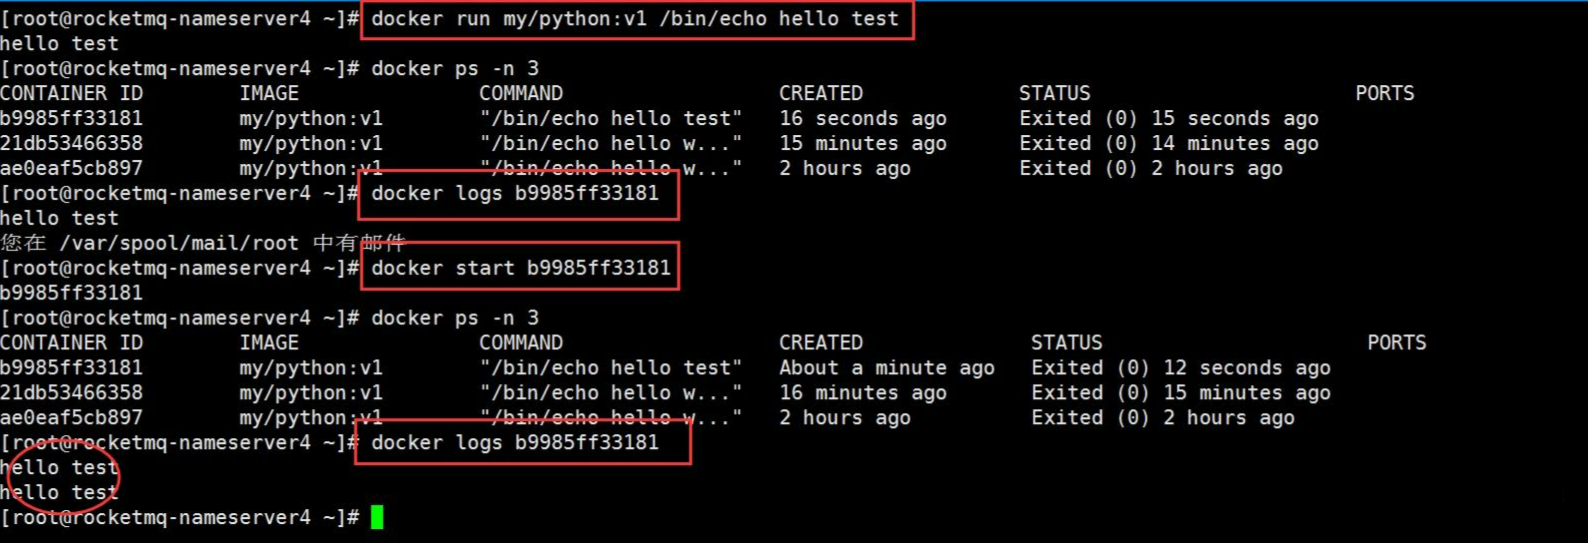 [root@rocketmq-nameserver4 ~]# docker run my/python:v1 /bin/echo hello test
hello test
[root@rocketmq-nameserver4 ~]# docker ps -n 3
CONTAINER ID        IMAGE               COMMAND                  CREATED             STATUS                      PORTS
b9985ff33181        my/python:v1        "/bin/echo hello test"   16 seconds ago      Exited (0) 15 seconds ago
21db53466358        my/python:v1        "/bin/echo hello w..."   15 minutes ago      Exited (0) 14 minutes ago
ae0eaf5cb897        my/python:v1        "/bin/echo hello w..."   2 hours ago         Exited (0) 2 hours ago
[root@rocketmq-nameserver4 ~]# docker logs b9985ff33181
hello test
您在 /var/spool/mail/root 中有邮件
[root@rocketmq-nameserver4 ~]# docker start b9985ff33181
b9985ff33181
[root@rocketmq-nameserver4 ~]# docker ps -n 3
CONTAINER ID        IMAGE               COMMAND                  CREATED              STATUS                      PORTS
b9985ff33181        my/python:v1        "/bin/echo hello test"   About a minute ago   Exited (0) 12 seconds ago
21db53466358        my/python:v1        "/bin/echo hello w..."   16 minutes ago       Exited (0) 15 minutes ago
ae0eaf5cb897        my/python:v1        "/bin/echo hello w..."   2 hours ago          Exited (0) 2 hours ago
[root@rocketmq-nameserver4 ~]# docker logs b9985ff33181
hello test
hello test
[root@rocketmq-nameserver4 ~]#